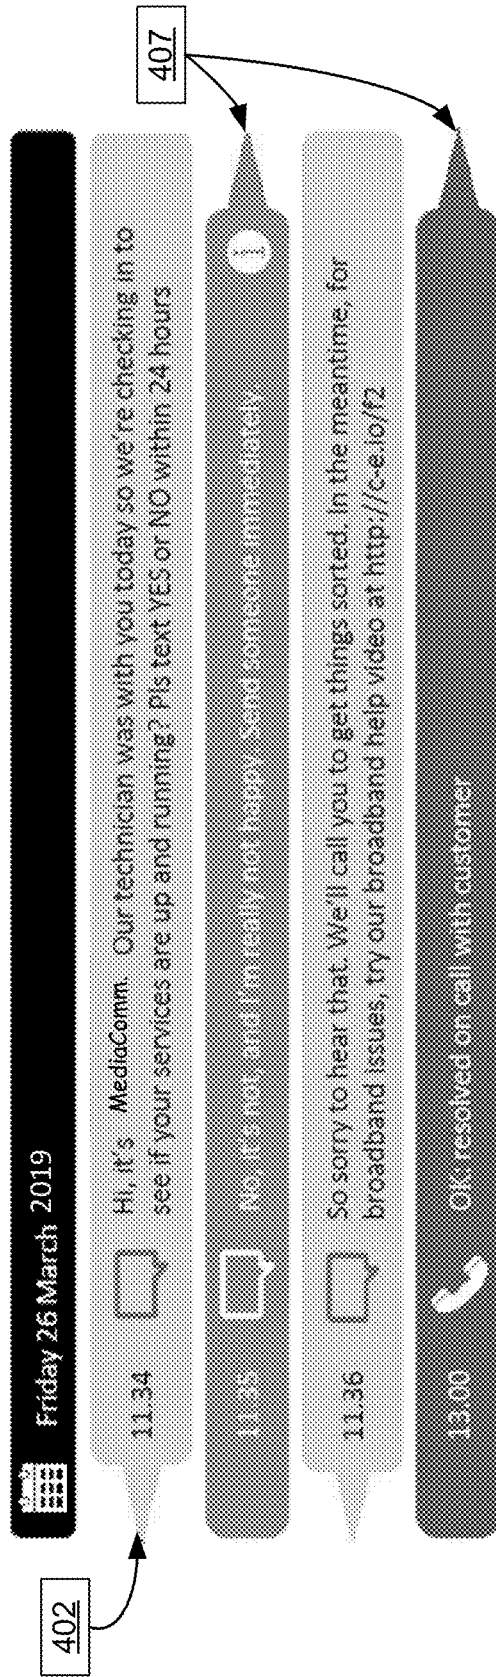 402
407
Friday 26 March 2019
11.34
Hi, it's MediaComm. Our technician was with you today so we're checking in to
see if your services are up and running? Pls text YES or NO within 24 hours
11.35
No, it's not, and I'm really not happy. Send someone immediately.
11.36
So sorry to hear that. We'll call you to get things sorted. In the meantime, for
broadband issues, try our broadband help video at http://c-e.io/f2
13.00
OK: resolved on call with customer